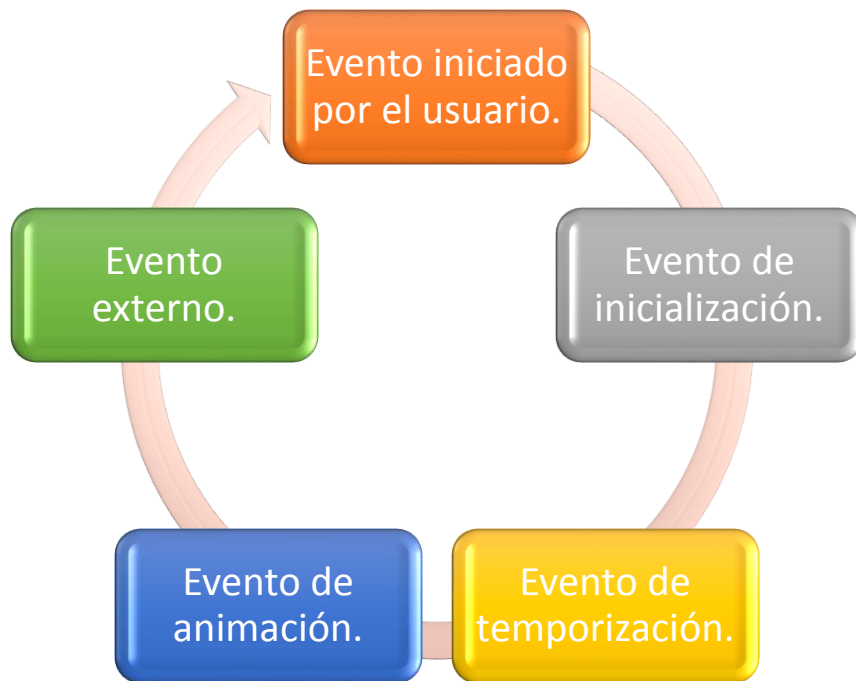 Evento iniciado
por el usuario.
Evento de
inicialización.
Evento de
temporización.
Evento de
animación.
Evento
externo.